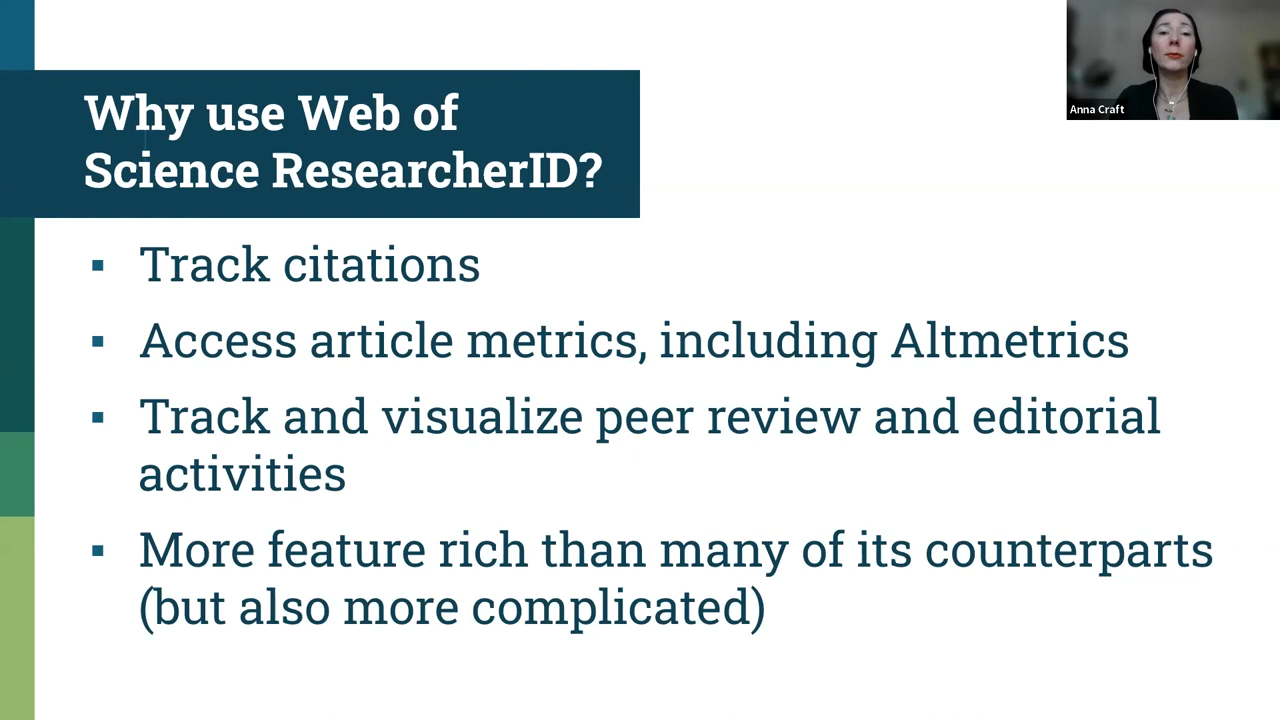 Why use Web of
Science ResearcherID?
Anna Craft
▪ Track citations
▪ Access article metrics, including Altmetrics
▪ Track and visualize peer review and editorial
activities
▪ More feature rich than many of its counterparts
(but also more complicated)